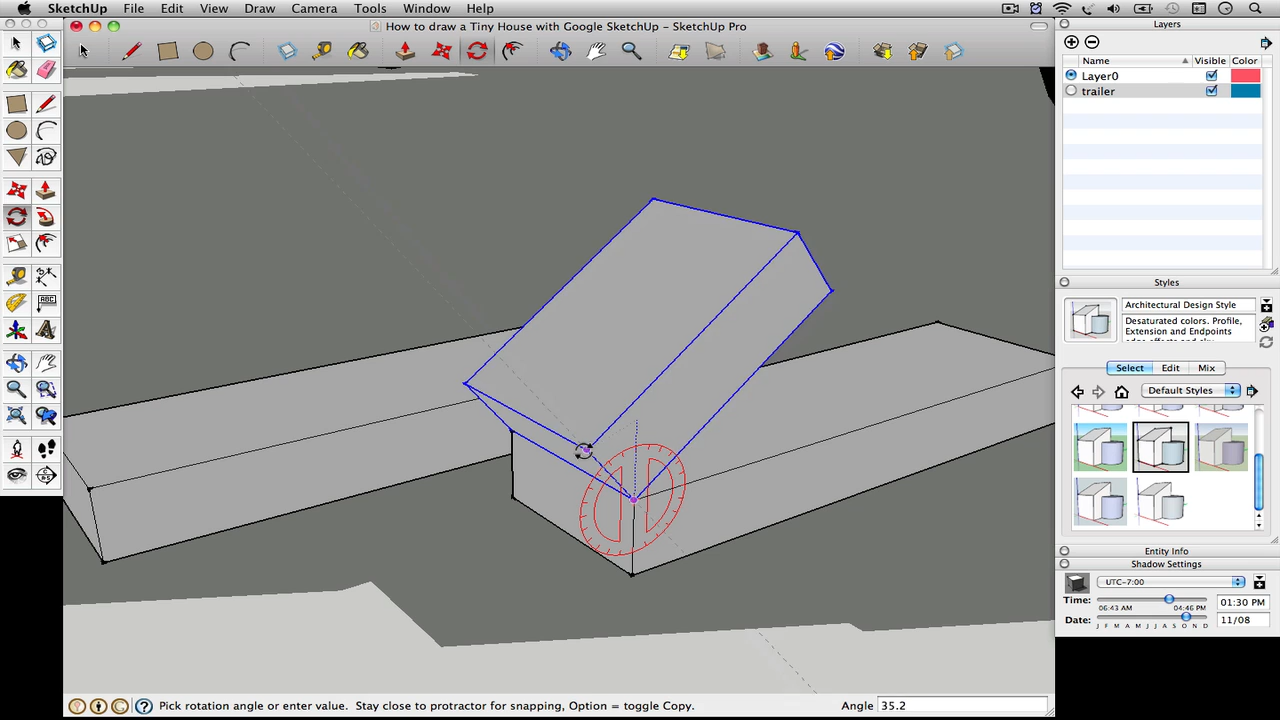 SketchUp File Edit View Draw Camera Tools Window Help
How to draw a Tiny House with Google SketchUp – SketchUp Pro
Layers
Name Visible Color
Layer0
trailer
Styles
Architectural Design Style
Desaturated colors. Profile,
Extension and Endpoints
Select Edit Mix
Default Styles
ABC
A
Entity Info
Shadow Settings
UTC-7:00
Time: 06:43 AM 04:46 PM 01:30 PM
Date: J F M A M J J A S O N D 11/08
Pick rotation angle or enter value. Stay close to protractor for snapping, Option = toggle Copy. Angle 35.2